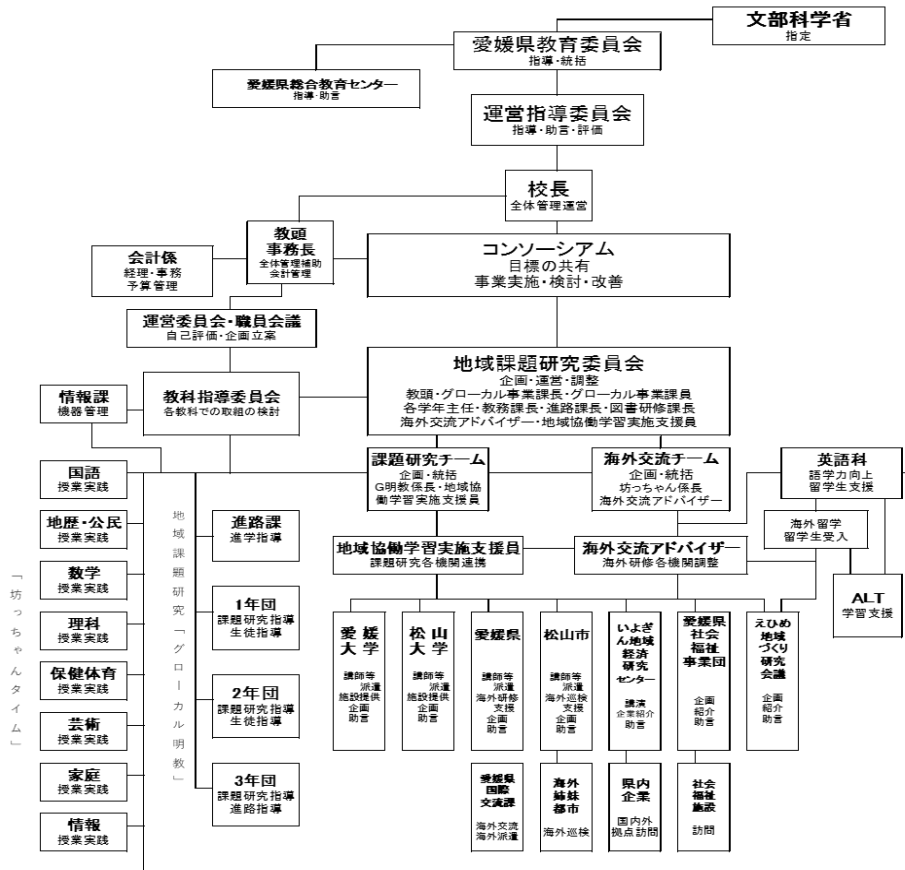 文部科学省
指定
愛媛県教育委員会
指導・統括
愛媛県総合教育センター
指導・助言
運営指導委員会
指導・助言・評価
校長
全体管理運営
教頭
事務長
全体管理補助
会計管理
会計係
経理・事務
予算管理
コンソーシアム
目標の共有
事業実施・検討・改善
運営委員会・職員会議
自己評価・企画立案
地域課題研究委員会
企画・運営・調整
教頭・グローカル事業課長・グローカル事業課員
各学年主任・教務課長・進路課長・図書研修課長
海外交流アドバイザー・地域協働学習実施支援員
情報課
機器管理
教科指導委員会
各教科での取組の検討
課題研究チーム
企画・統括
G明教係長・地域協
働学習実施支援員
海外交流チーム
企画・統括
坊っちゃん係長
海外交流アドバイザー
英語科
語学力向上
留学生支援
海外留学
留学生受入
ALT
学習支援
地域協働学習実施支援員
課題研究各機関連携
海外交流アドバイザー
海外研修各機関調整
「坊っちゃんタイム」
国語
授業実践
地歴・公民
授業実践
数学
授業実践
理科
授業実践
保健体育
授業実践
芸術
授業実践
家庭
授業実践
情報
授業実践
地域課題研究「グローカル明教」
進路課
進学指導
1年団
課題研究指導
生徒指導
2年団
課題研究指導
生徒指導
3年団
課題研究指導
進路指導
愛媛
大学
講師等
派遣
施設提供
企画
助言
松山
大学
講師等
派遣
施設提供
企画
助言
愛媛県
講師等
派遣
海外研修
支援
企画
助言
松山市
講師等
派遣
海外巡検
支援
企画
助言
いよぎん地域
経済
研究
センター
講演
企業紹介
助言
愛媛県
社会
福祉
事業団
企画
紹介
助言
えひめ
地域
づくり
研究
会議
企画
紹介
助言
愛媛県
国際
交流課
海外交流
海外派遣
海外
姉妹
都市
海外巡検
県内
企業
国内外
拠点訪問
社会
福祉
施設
訪問